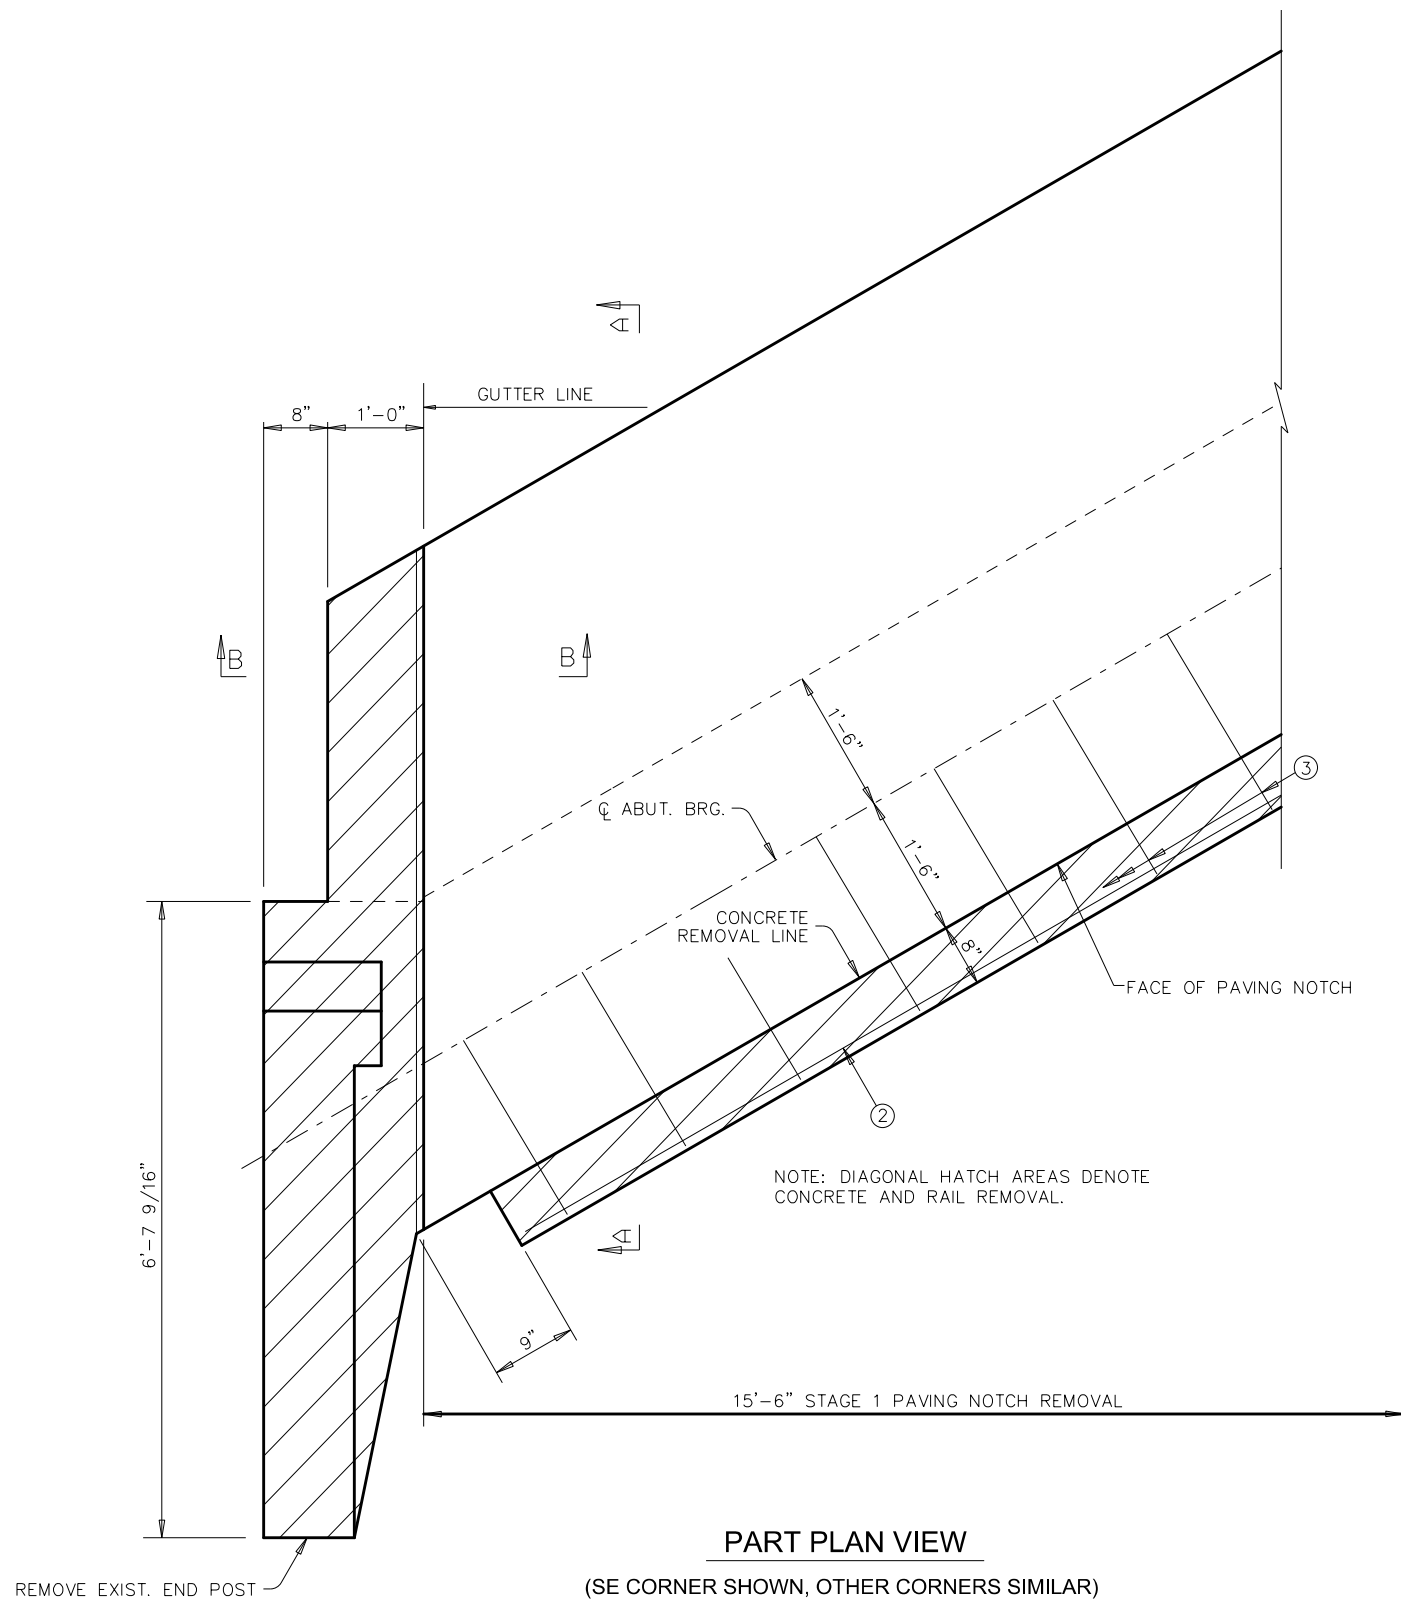 A
GUTTER LINE
8" 1'-0"
B B
1'-6"
3
℄ ABUT. BRG.
1'-6"
CONCRETE
REMOVAL LINE
8"
FACE OF PAVING NOTCH
2
NOTE: DIAGONAL HATCH AREAS DENOTE
CONCRETE AND RAIL REMOVAL.
6'-7 9/16"
A
9"
15'-6" STAGE 1 PAVING NOTCH REMOVAL
PART PLAN VIEW
REMOVE EXIST. END POST
(SE CORNER SHOWN, OTHER CORNERS SIMILAR)